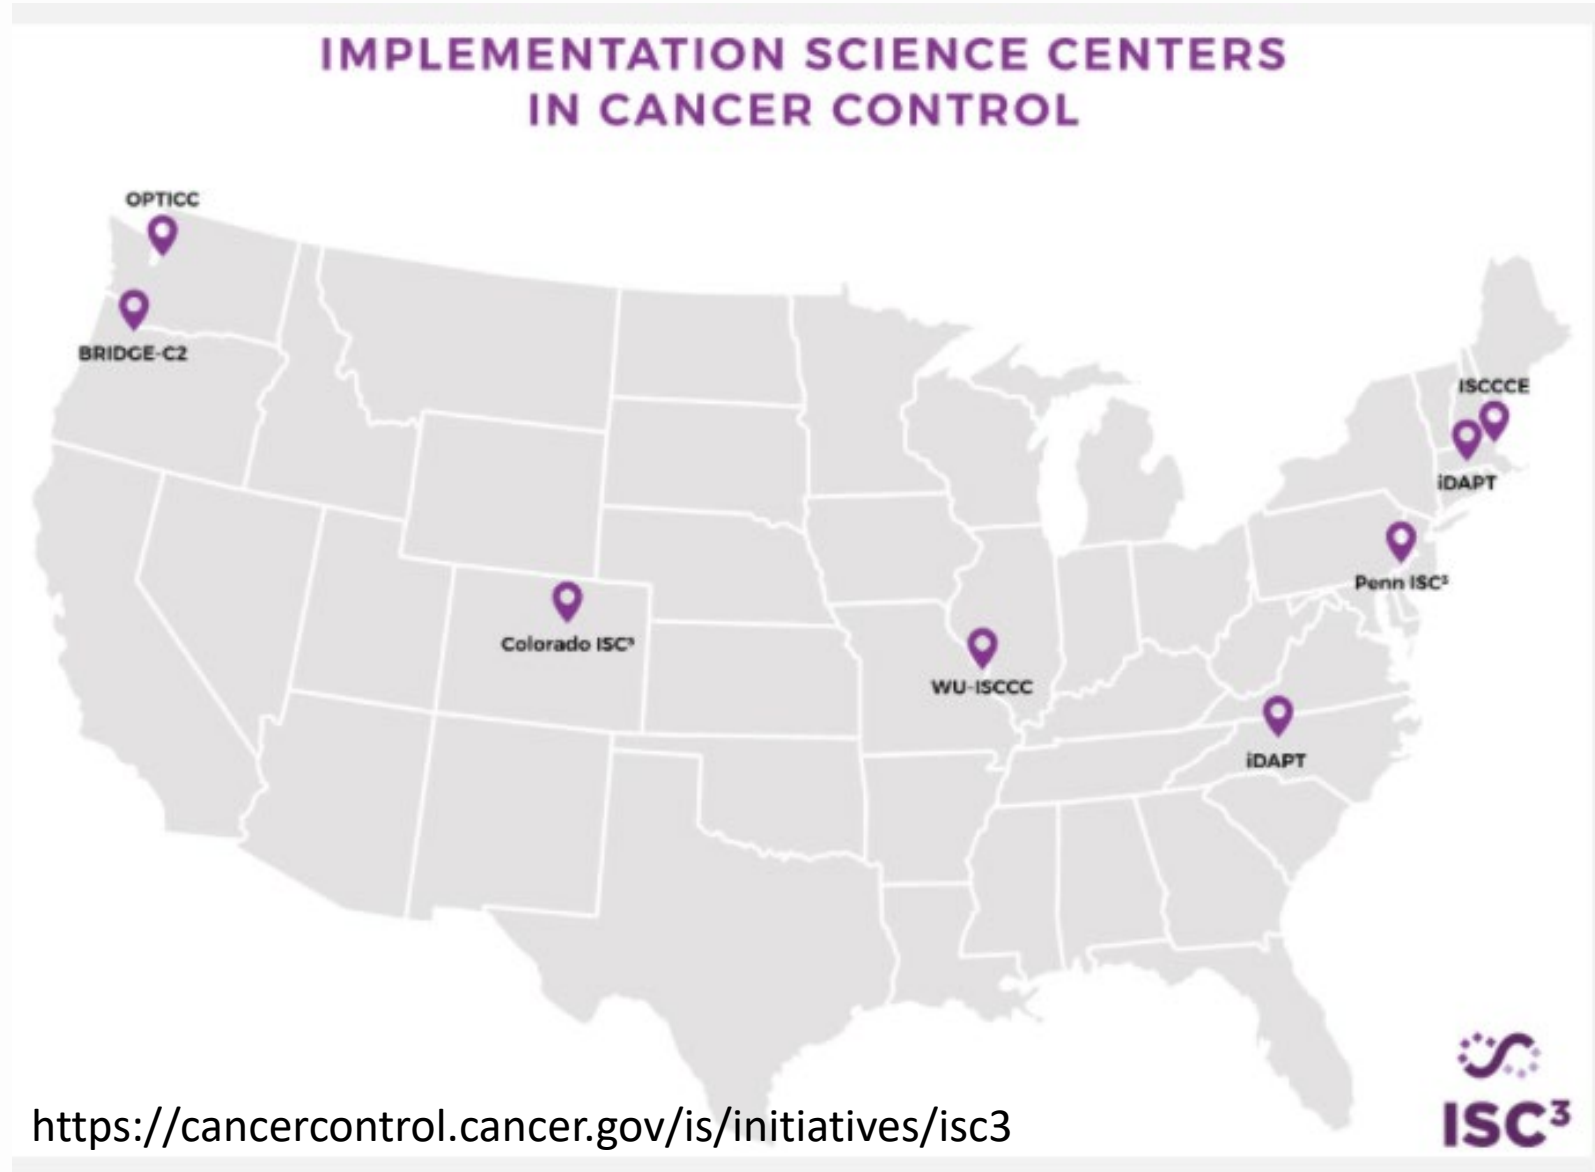 IMPLEMENTATION SCIENCE CENTERS
IN CANCER CONTROL
OPTICC
BRIDGE-C2
ISCCCE
iDAPT
Penn ISC³
Colorado ISC³
WU-ISCCC
iDAPT
https://cancercontrol.cancer.gov/is/initiatives/isc3
ISC³